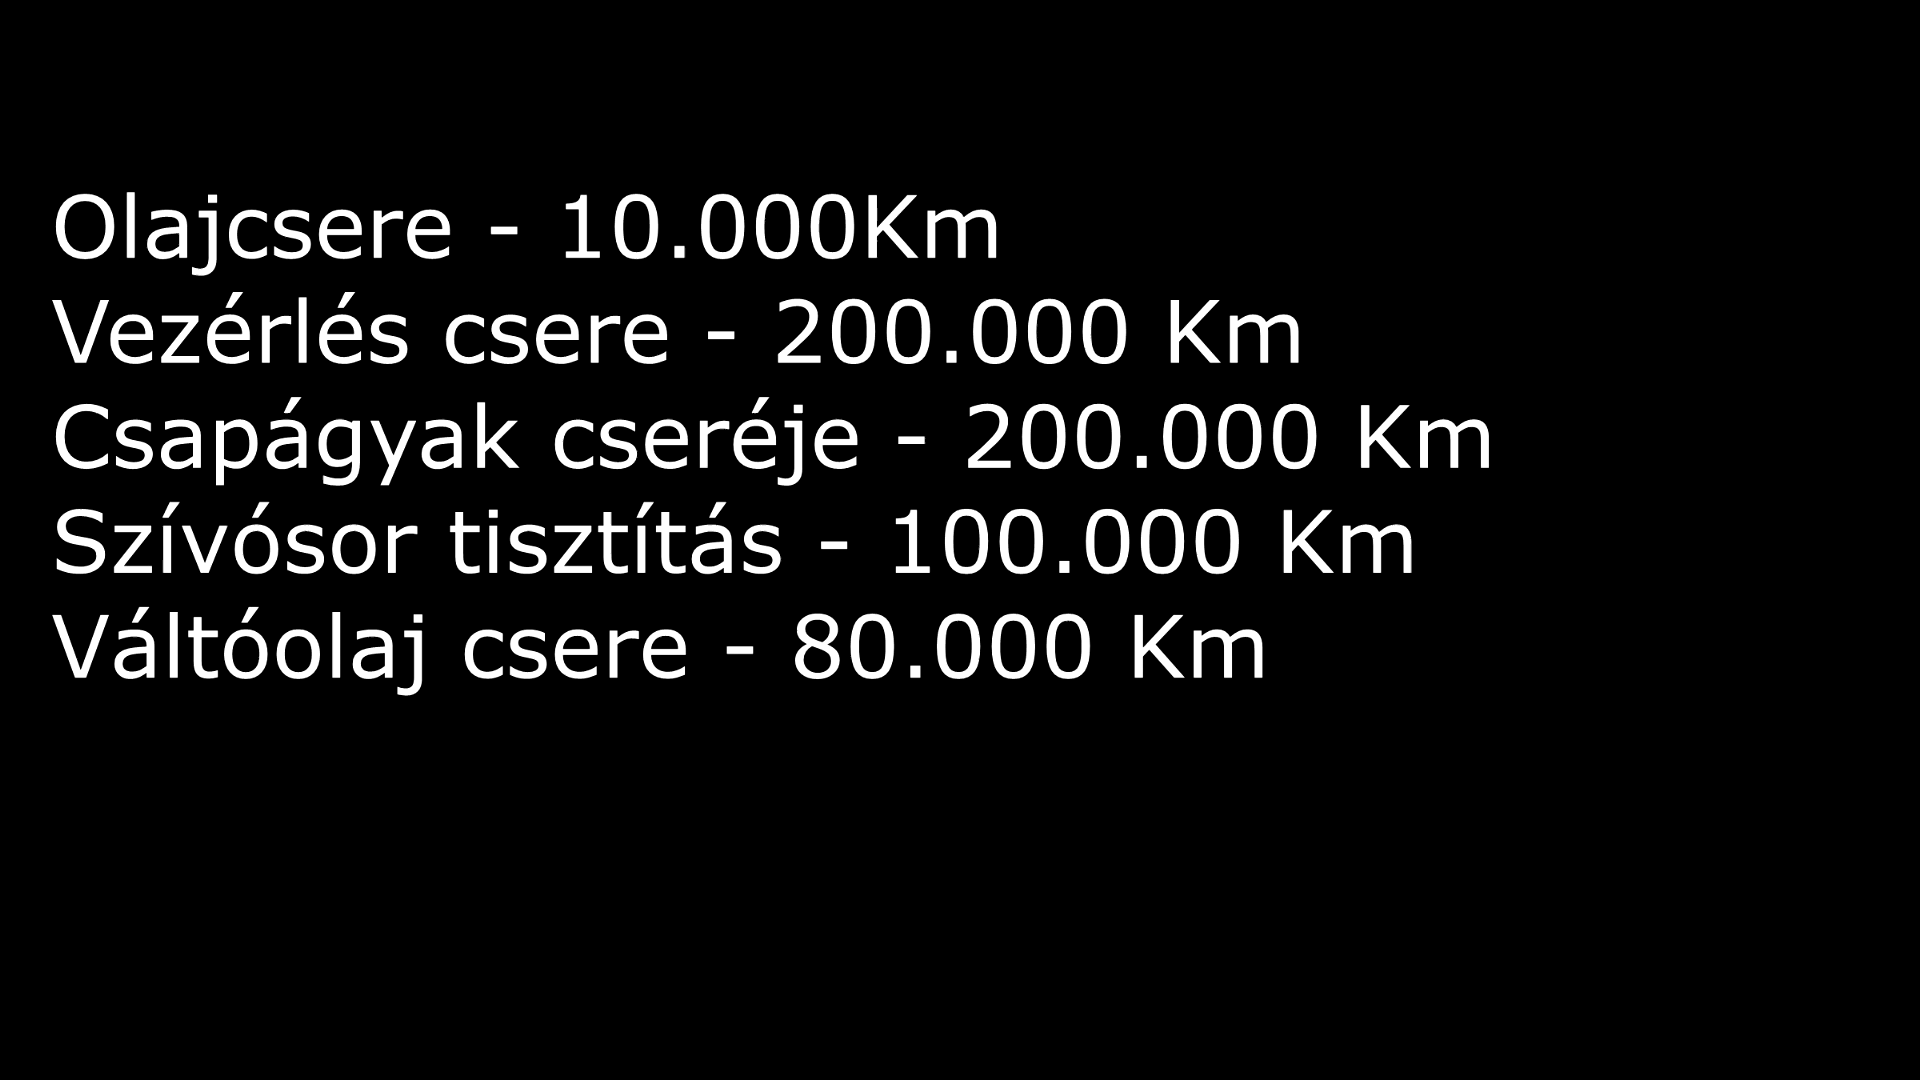 Olajcsere - 10.000Km
Vezérlés csere - 200.000 Km
Csapágyak cseréje - 200.000 Km
Szívósor tisztítás - 100.000 Km
Váltóolaj csere - 80.000 Km